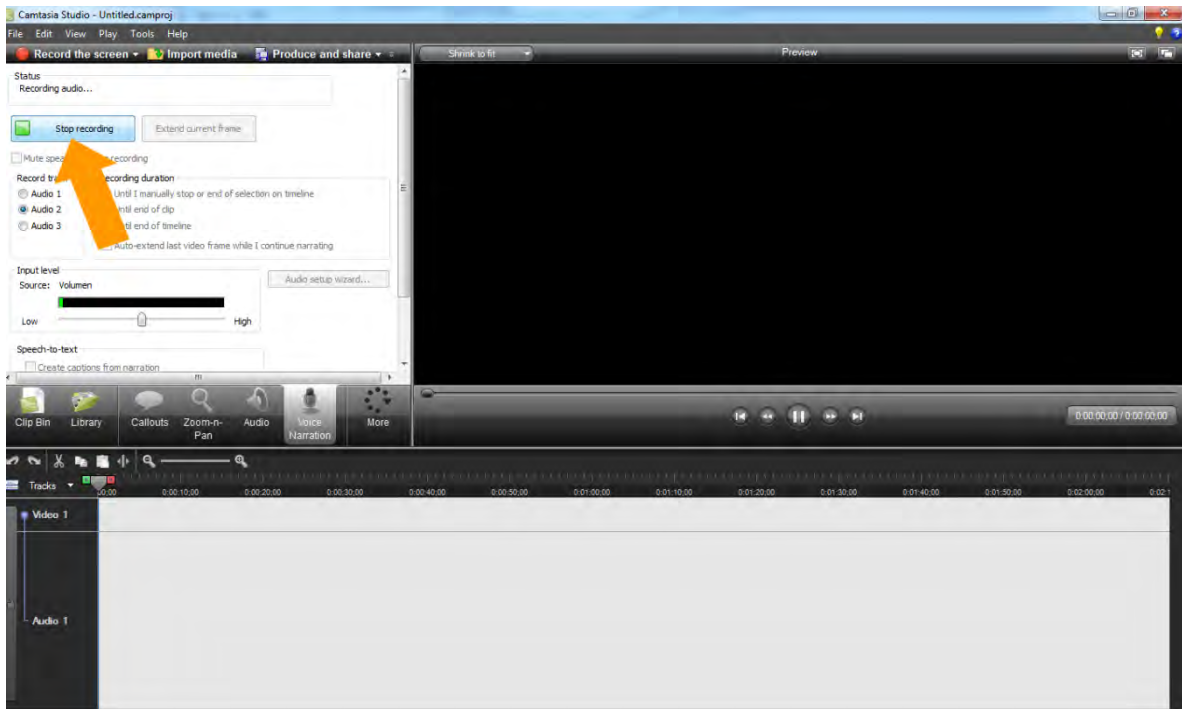 Camtasia Studio - Untitled.camproj
File Edit View Play Tools Help
Record the screen Import media Produce and share
Shrink to fit
Preview
Status
Recording audio...
Stop recording
Extend current frame
Mute recording
Record recording duration
Audio 1
Until I manually stop or end of selection on timeline
Audio 2
end of clip
Audio 3
end of timeline
Auto-extend last video frame while I continue narrating
Input level
Source: Volumen
Audio setup wizard...
Low
High
Speech-to-text
Create captions from narration
Clip Bin
Library
Callouts
Zoom-n-
Pan
Audio
Voice
Narration
More
0:00:00;00 / 0:00:00;00
Tracks
00;00 0:00:10;00 0:00:20;00 0:00:30;00 0:00:40;00 0:00:50;00 0:01:00;00 0:01:10;00 0:01:20;00 0:01:30;00 0:01:40;00 0:01:50;00 0:02:00;00 0:02:1
Video 1
Audio 1